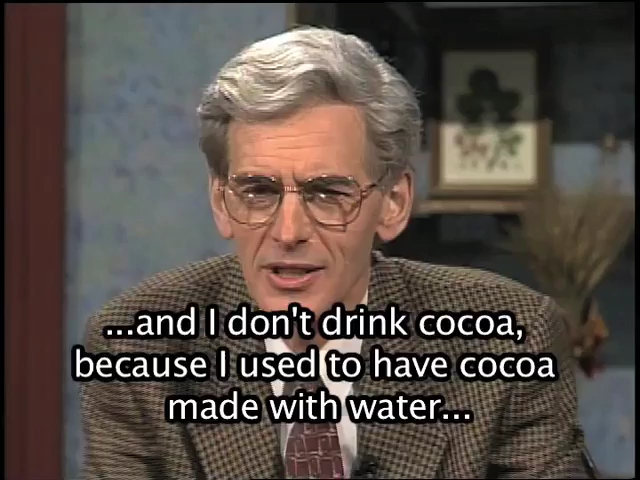 ...and I don't drink cocoa,
because I used to have cocoa
made with water...